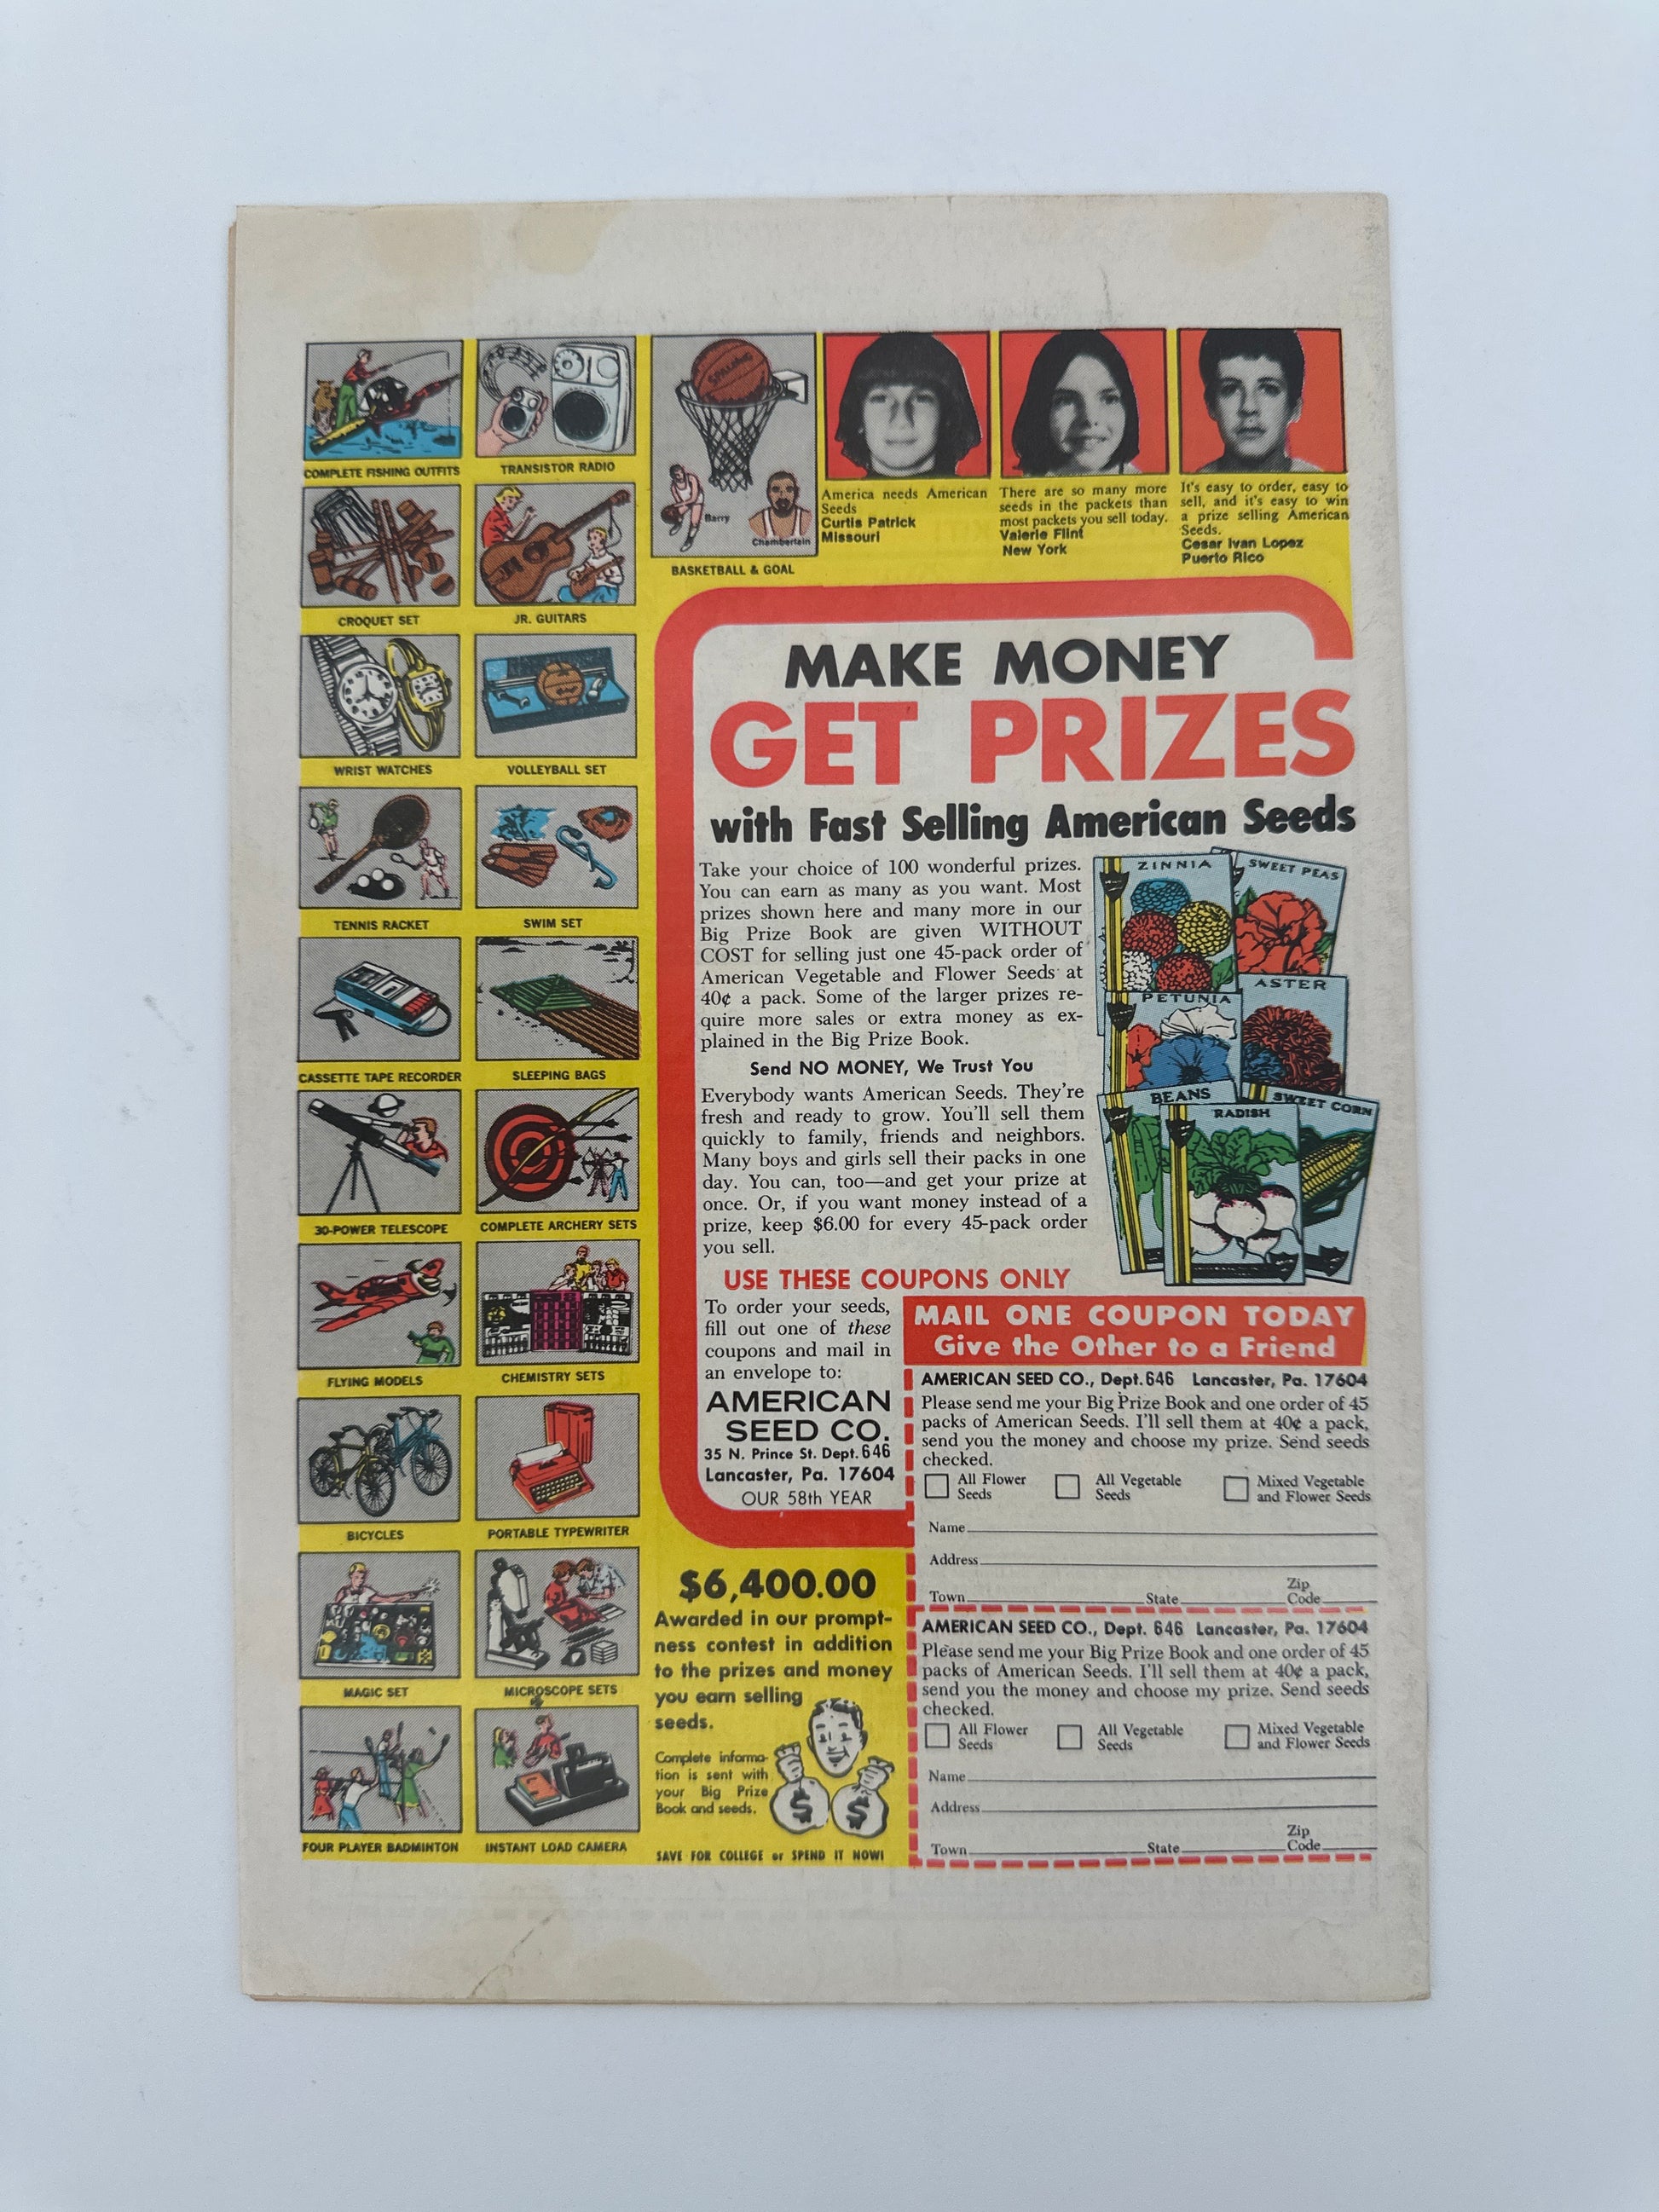 COMPLETE FISHING OUTFITS
TRANSISTOR RADIO
CROQUET SET
JR. GUITARS
WRIST WATCHES
VOLLEYBALL SET
TENNIS RACKET
SWIM SET
CASSETTE TAPE RECORDER
SLEEPING BAGS
30-POWER TELESCOPE
COMPLETE ARCHERY SETS
FLYING MODELS
CHEMISTRY SETS
BICYCLES
PORTABLE TYPEWRITER
MAGIC SET
MICROSCOPE SETS
FOUR PLAYER BADMINTON
INSTANT LOAD CAMERA
SPALDING
Barry
Chamberlain
BASKETBALL & GOAL
America needs American
Seeds
Curtis Patrick
Missouri
There are so many more
seeds in the packets than
most packets you sell today.
Valerie Flint
New York
It's easy to order, easy to
sell, and it's easy to win
a prize selling American
Seeds.
Cesar Ivan Lopez
Puerto Rico
MAKE MONEY
GET PRIZES
with Fast Selling American Seeds
Take your choice of 100 wonderful prizes.
You can earn as many as you want. Most
prizes shown here and many more in our
Big Prize Book are given WITHOUT
COST for selling just one 45-pack order of
American Vegetable and Flower Seeds at
40¢ a pack. Some of the larger prizes re-
quire more sales or extra money as ex-
plained in the Big Prize Book.
Send NO MONEY, We Trust You
Everybody wants American Seeds. They're
fresh and ready to grow. You'll sell them
quickly to family, friends and neighbors.
Many boys and girls sell their packs in one
day. You can, too—and get your prize at
once. Or, if you want money instead of a
prize, keep $6.00 for every 45-pack order
you sell.
ZINNIA
SWEET PEAS
PETUNIA
ASTER
BEANS
RADISH
SWEET CORN
USE THESE COUPONS ONLY
To order your seeds,
fill out one of these
coupons and mail in
an envelope to:
AMERICAN
SEED CO.
35 N. Prince St. Dept. 646
Lancaster, Pa. 17604
OUR 58th YEAR
$6,400.00
Awarded in our prompt-
ness contest in addition
to the prizes and money
you earn selling
seeds.
Complete informa-
tion is sent with
your Big Prize
Book and seeds.
$ $
SAVE FOR COLLEGE or SPEND IT NOW!
MAIL ONE COUPON TODAY
Give the Other to a Friend
AMERICAN SEED CO., Dept. 646 Lancaster, Pa. 17604
Please send me your Big Prize Book and one order of 45
packs of American Seeds. I'll sell them at 40¢ a pack,
send you the money and choose my prize. Send seeds
checked.
All Flower
Seeds
All Vegetable
Seeds
Mixed Vegetable
and Flower Seeds
Name
Address
Town State Zip Code
AMERICAN SEED CO., Dept. 646 Lancaster, Pa. 17604
Please send me your Big Prize Book and one order of 45
packs of American Seeds. I'll sell them at 40¢ a pack,
send you the money and choose my prize. Send seeds
checked.
All Flower
Seeds
All Vegetable
Seeds
Mixed Vegetable
and Flower Seeds
Name
Address
Town State Zip Code